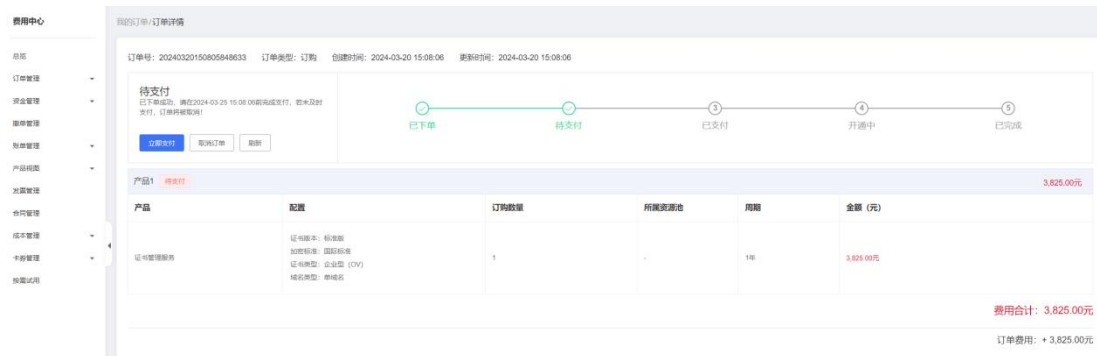 费用中心
我的订单/订单详情
总览
订单管理
资金管理
账单管理
产品视图
发票管理
合同管理
成本管理
卡券管理
按需试用
订单号：20240320150805848633 订单类型：订购 创建时间：2024-03-20 15:08:06 更新时间：2024-03-20 15:08:06
待支付
已下单成功，请在2024-03-25 15:08:06前完成支付，若未及时
支付，订单将被取消！
立即支付 取消订单 刷新
3 4 5
已下单 待支付 已支付 开通中 已完成
产品1 待支付 3,825.00元
产品 配置 订购数量 所属资源池 周期 金额（元）
证书版本：标准版
加密标准：国际标准
证书管理服务 1 - 1年 3,825.00元
证书类型：企业型（OV）
域名类型：单域名
费用合计：3,825.00元
订单费用：+ 3,825.00元